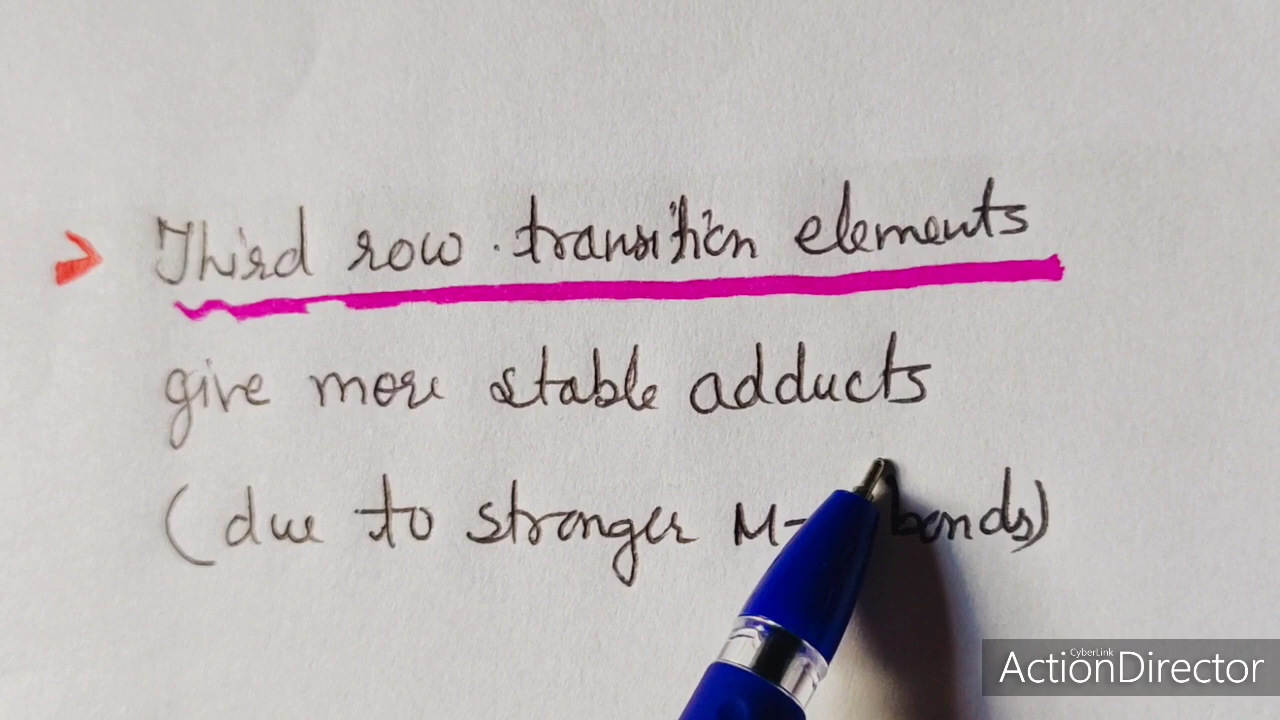 Third row transition elements
give more stable adducts
(due to stronger M- bonds)
CyberLink
ActionDirector